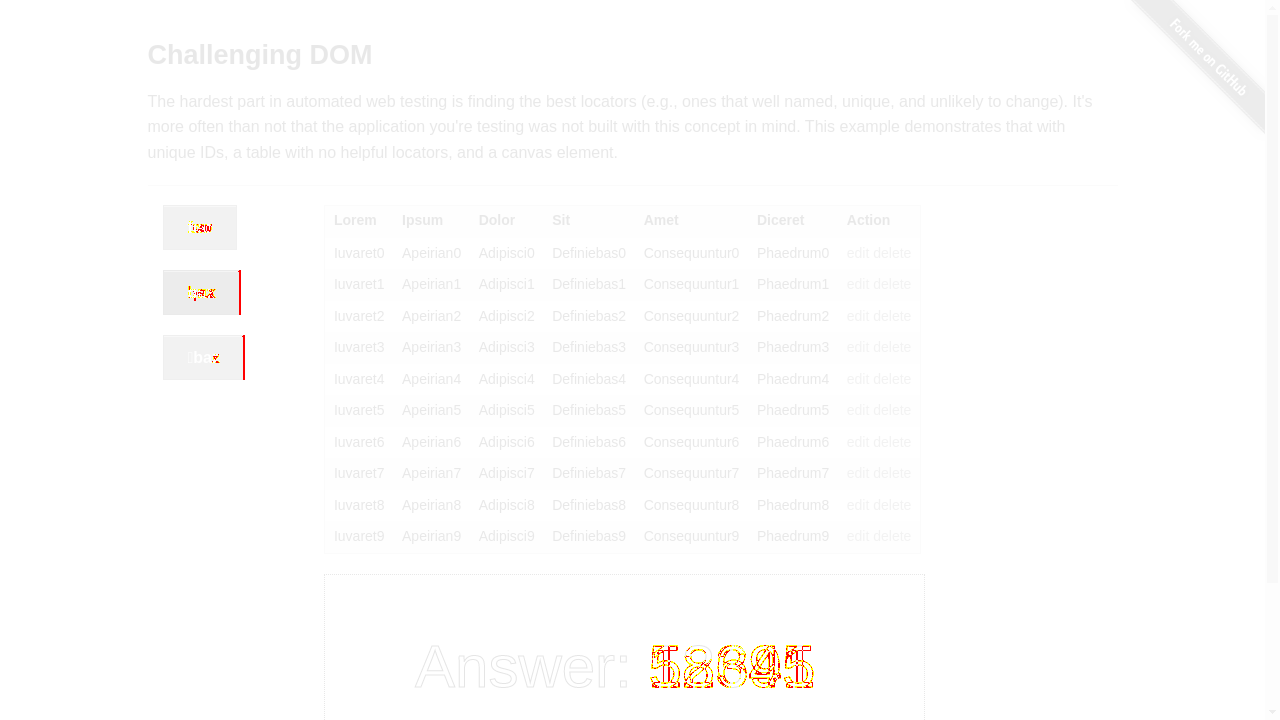 Fork me on GitHub
Challenging DOM
The hardest part in automated web testing is finding the best locators (e.g., ones that well named, unique, and unlikely to change). It's
more often than not that the application you're testing was not built with this concept in mind. This example demonstrates that with
unique IDs, a table with no helpful locators, and a canvas element.
Lorem Ipsum Dolor Sit Amet Diceret Action
Iuvaret0 Apeirian0 Adipisci0 Definiebas0 Consequuntur0 Phaedrum0 edit delete
Iuvaret1 Apeirian1 Adipisci1 Definiebas1 Consequuntur1 Phaedrum1 edit delete
Iuvaret2 Apeirian2 Adipisci2 Definiebas2 Consequuntur2 Phaedrum2 edit delete
Iuvaret3 Apeirian3 Adipisci3 Definiebas3 Consequuntur3 Phaedrum3 edit delete
Iuvaret4 Apeirian4 Adipisci4 Definiebas4 Consequuntur4 Phaedrum4 edit delete
Iuvaret5 Apeirian5 Adipisci5 Definiebas5 Consequuntur5 Phaedrum5 edit delete
Iuvaret6 Apeirian6 Adipisci6 Definiebas6 Consequuntur6 Phaedrum6 edit delete
Iuvaret7 Apeirian7 Adipisci7 Definiebas7 Consequuntur7 Phaedrum7 edit delete
Iuvaret8 Apeirian8 Adipisci8 Definiebas8 Consequuntur8 Phaedrum8 edit delete
Iuvaret9 Apeirian9 Adipisci9 Definiebas9 Consequuntur9 Phaedrum9 edit delete
Answer: